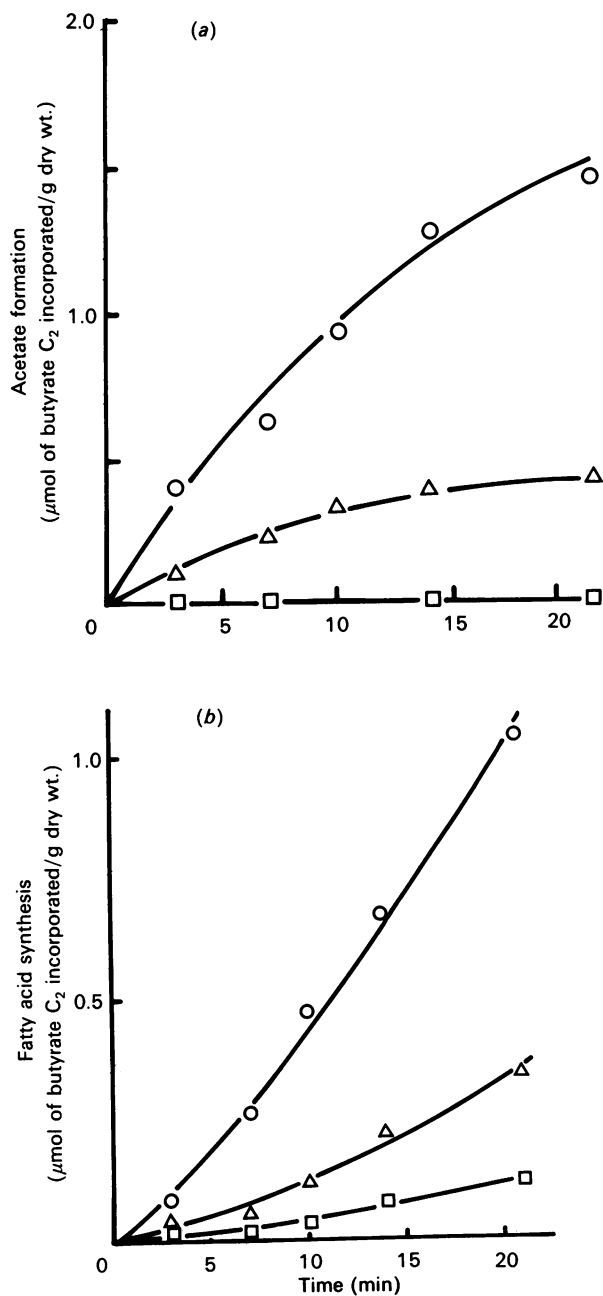 (a)
2.0
1.0
0
5
10
15
20
Acetate formation
(μmol of butyrate C₂ incorporated/g dry wt.)
(b)
1.0
0.5
0
5
10
15
20
Time (min)
Fatty acid synthesis
(μmol of butyrate C₂ incorporated/g dry wt.)